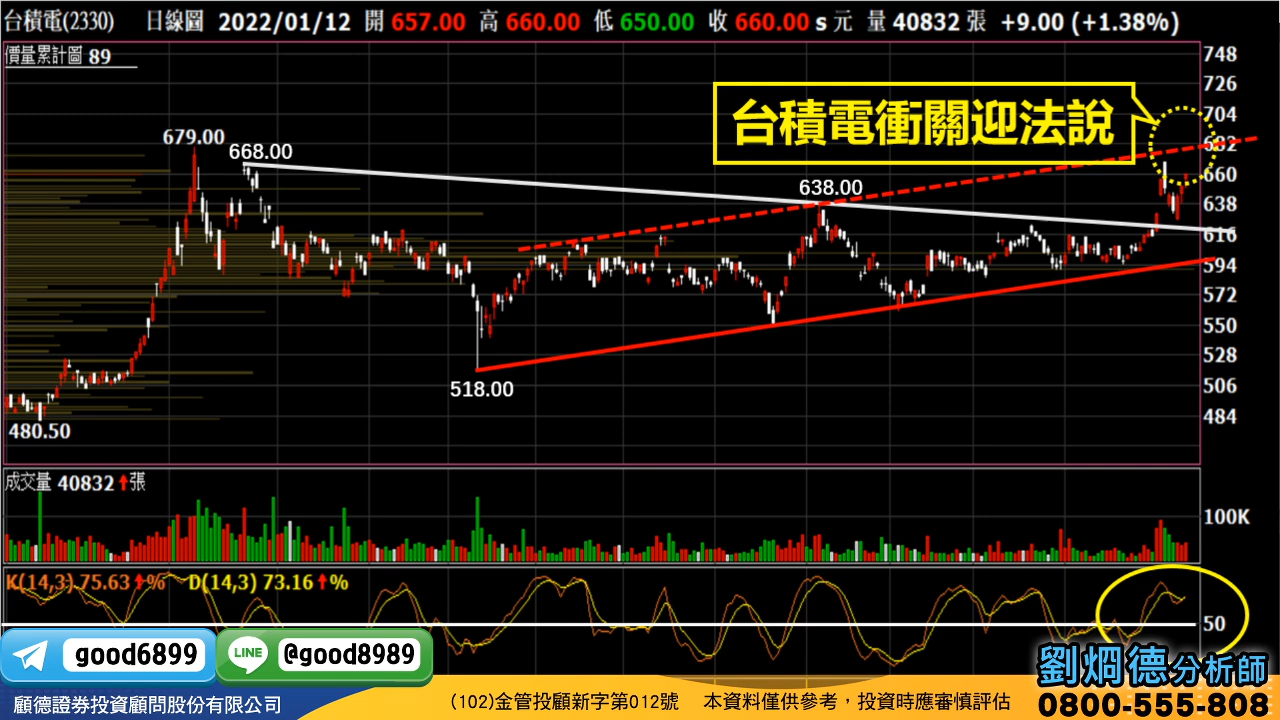 台積電(2330) 日線圖 2022/01/12 開 657.00 高 660.00 低 650.00 收 660.00 s 元 量 40832 張 +9.00 (+1.38%)
價量累計圖 89
748
726
704
682
660
638
616
594
572
550
528
506
484
台積電衝關迎法說
679.00
668.00
638.00
518.00
480.50
成交量 40832 張
100K
K(14,3) 75.63 % D(14,3) 73.16 %
50
good6899
LINE @good8989
劉烱德分析師
0800-555-808
顧德證券投資顧問股份有限公司
(102)金管投顧新字第012號 本資料僅供參考,投資時應審慎評估